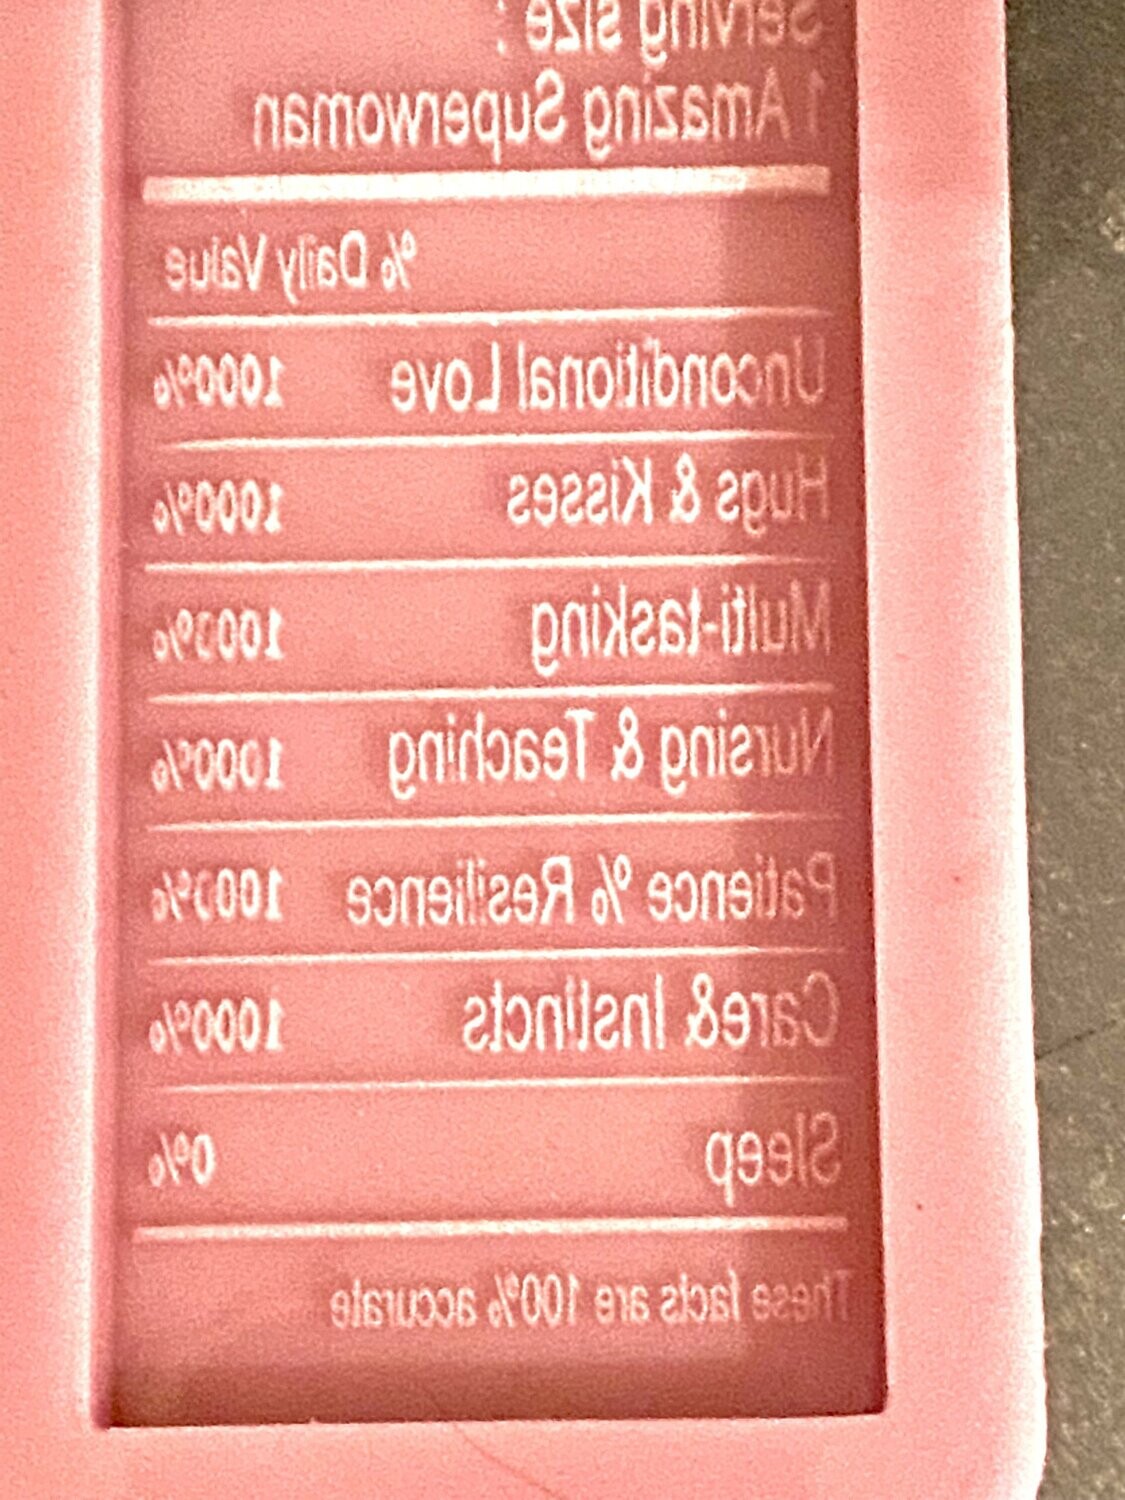 Serving size :
1 Amazing Superwoman
% Daily Value
Unconditional Love 1000%
Hugs & Kisses 1000%
Multi-tasking 1000%
Nursing & Teaching 1000%
Patience % Resilience 1000%
Care& Instincts 1000%
Sleep 0%
These facts are 100% accurate